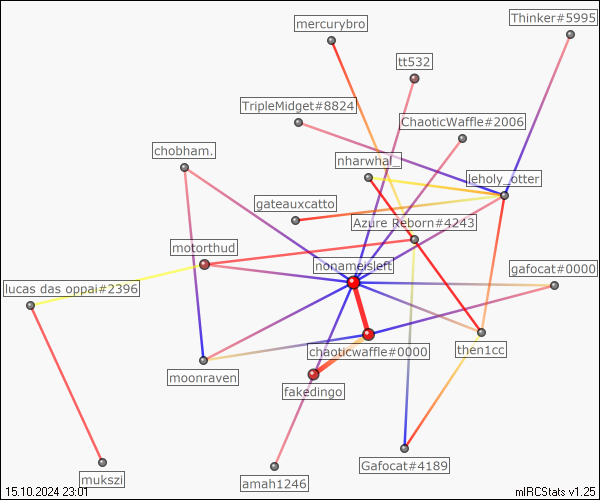 Thinker#5995
mercurybro
tt532
TripleMidget#8824
ChaoticWaffle#2006
chobham.
nharwhal_
leholy_otter
gateauxcatto
Azure Reborn#4243
motorthud
nonameisleft
gafocat#0000
lucas das oppai#2396
chaoticwaffle#0000
then1cc
moonraven
fakedingo
Gafocat#4189
mukszi
amah1246
15.10.2024 23:01
mIRCStats v1.25